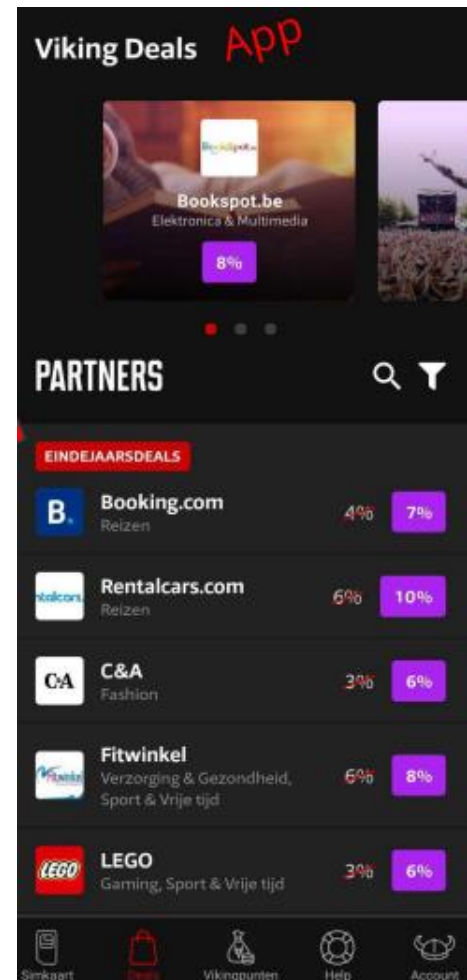 Viking Deals App
Bookspot.be
Elektronica & Multimedia
8%
PARTNERS
EINDEJAARSDEALS
B.
Booking.com
4% 7%
Reizen
Rentalcars.com
6% 10%
Reizen
C&A
C&A
3% 6%
Fashion
Fitwinkel
Fitwinkel
6% 8%
Verzorging & Gezondheid,
Sport & Vrije tijd
LEGO
LEGO
3% 6%
Gaming, Sport & Vrije tijd
Simkaart Deals Vikingpunten Help Account